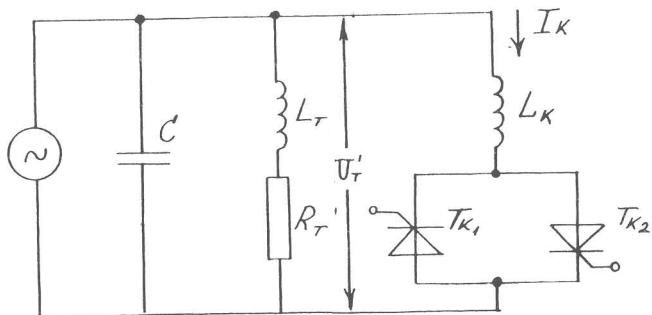 I_K
C
L_T
L_K
U_T'
R_T'
T_K1
T_K2